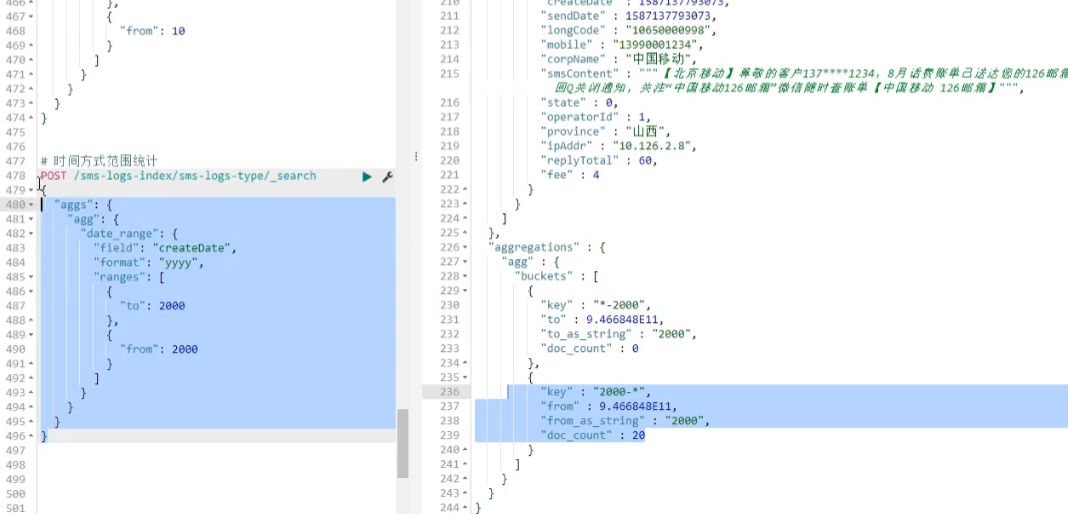 466 },
467 {
468 "from": 10
469 }
470 ]
471 }
472 }
473 }
474 }
475
476
477 # 时间方式范围统计
478 POST /sms-logs-index/sms-logs-type/_search
479 {
480 "aggs": {
481 "agg": {
482 "date_range": {
483 "field": "createDate",
484 "format": "yyyy",
485 "ranges": [
486 {
487 "to": 2000
488 },
489 {
490 "from": 2000
491 }
492 ]
493 }
494 }
495 }
496 }
497
498
499
500
501
210 "createDate" : 1587137793073,
211 "sendDate" : 1587137793073,
212 "longCode" : "10650000998",
213 "mobile" : "13990001234",
214 "corpName" : "中国移动",
215 "smsContent" : """【北京移动】尊敬的客户137****1234，8月话费账单已送达您的126邮箱
回Q关闭通知，关注“中国移动126邮箱”微信随时查账单【中国移动 126邮箱】""",
216 "state" : 0,
217 "operatorId" : 1,
218 "province" : "山西",
219 "ipAddr" : "10.126.2.8",
220 "replyTotal" : 60,
221 "fee" : 4
222 }
223 }
224 ]
225 },
226 "aggregations" : {
227 "agg" : {
228 "buckets" : [
229 {
230 "key" : "*-2000",
231 "to" : 9.466848E11,
232 "to_as_string" : "2000",
233 "doc_count" : 0
234 },
235 {
236 "key" : "2000-*",
237 "from" : 9.466848E11,
238 "from_as_string" : "2000",
239 "doc_count" : 20
240 }
241 ]
242 }
243 }
244 }